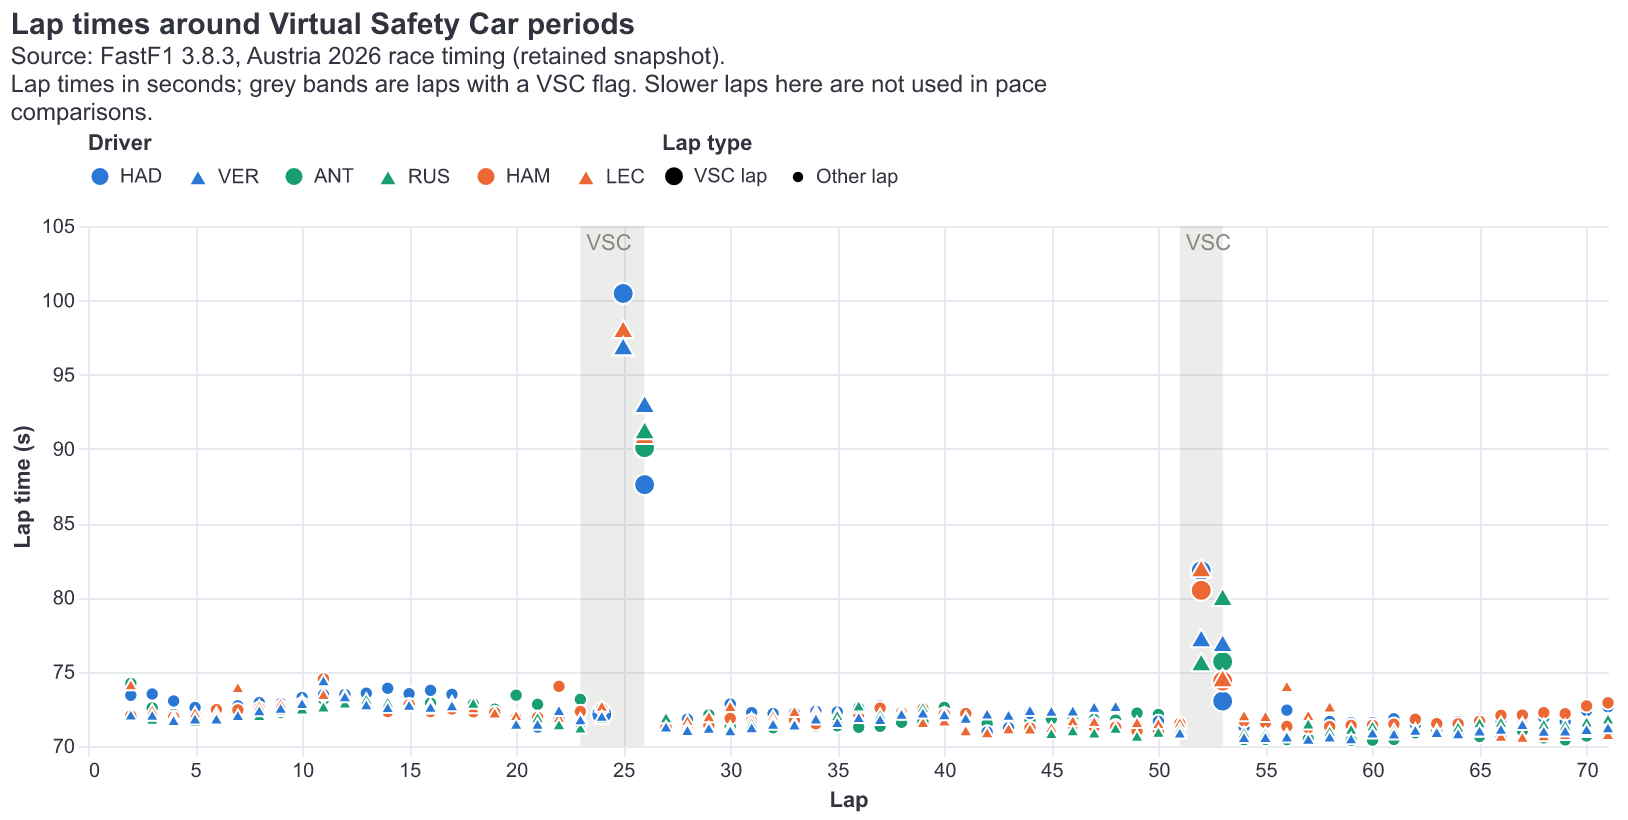 Lap times around Virtual Safety Car periods
Source: FastF1 3.8.3, Austria 2026 race timing (retained snapshot).
Lap times in seconds; grey bands are laps with a VSC flag. Slower laps here are not used in pace
comparisons.
Driver Lap type
HAD VER ANT RUS HAM LEC VSC lap Other lap
105
VSC VSC
100
95
90
85
80
75
70
Lap time (s)
0 5 10 15 20 25 30 35 40 45 50 55 60 65 70
Lap